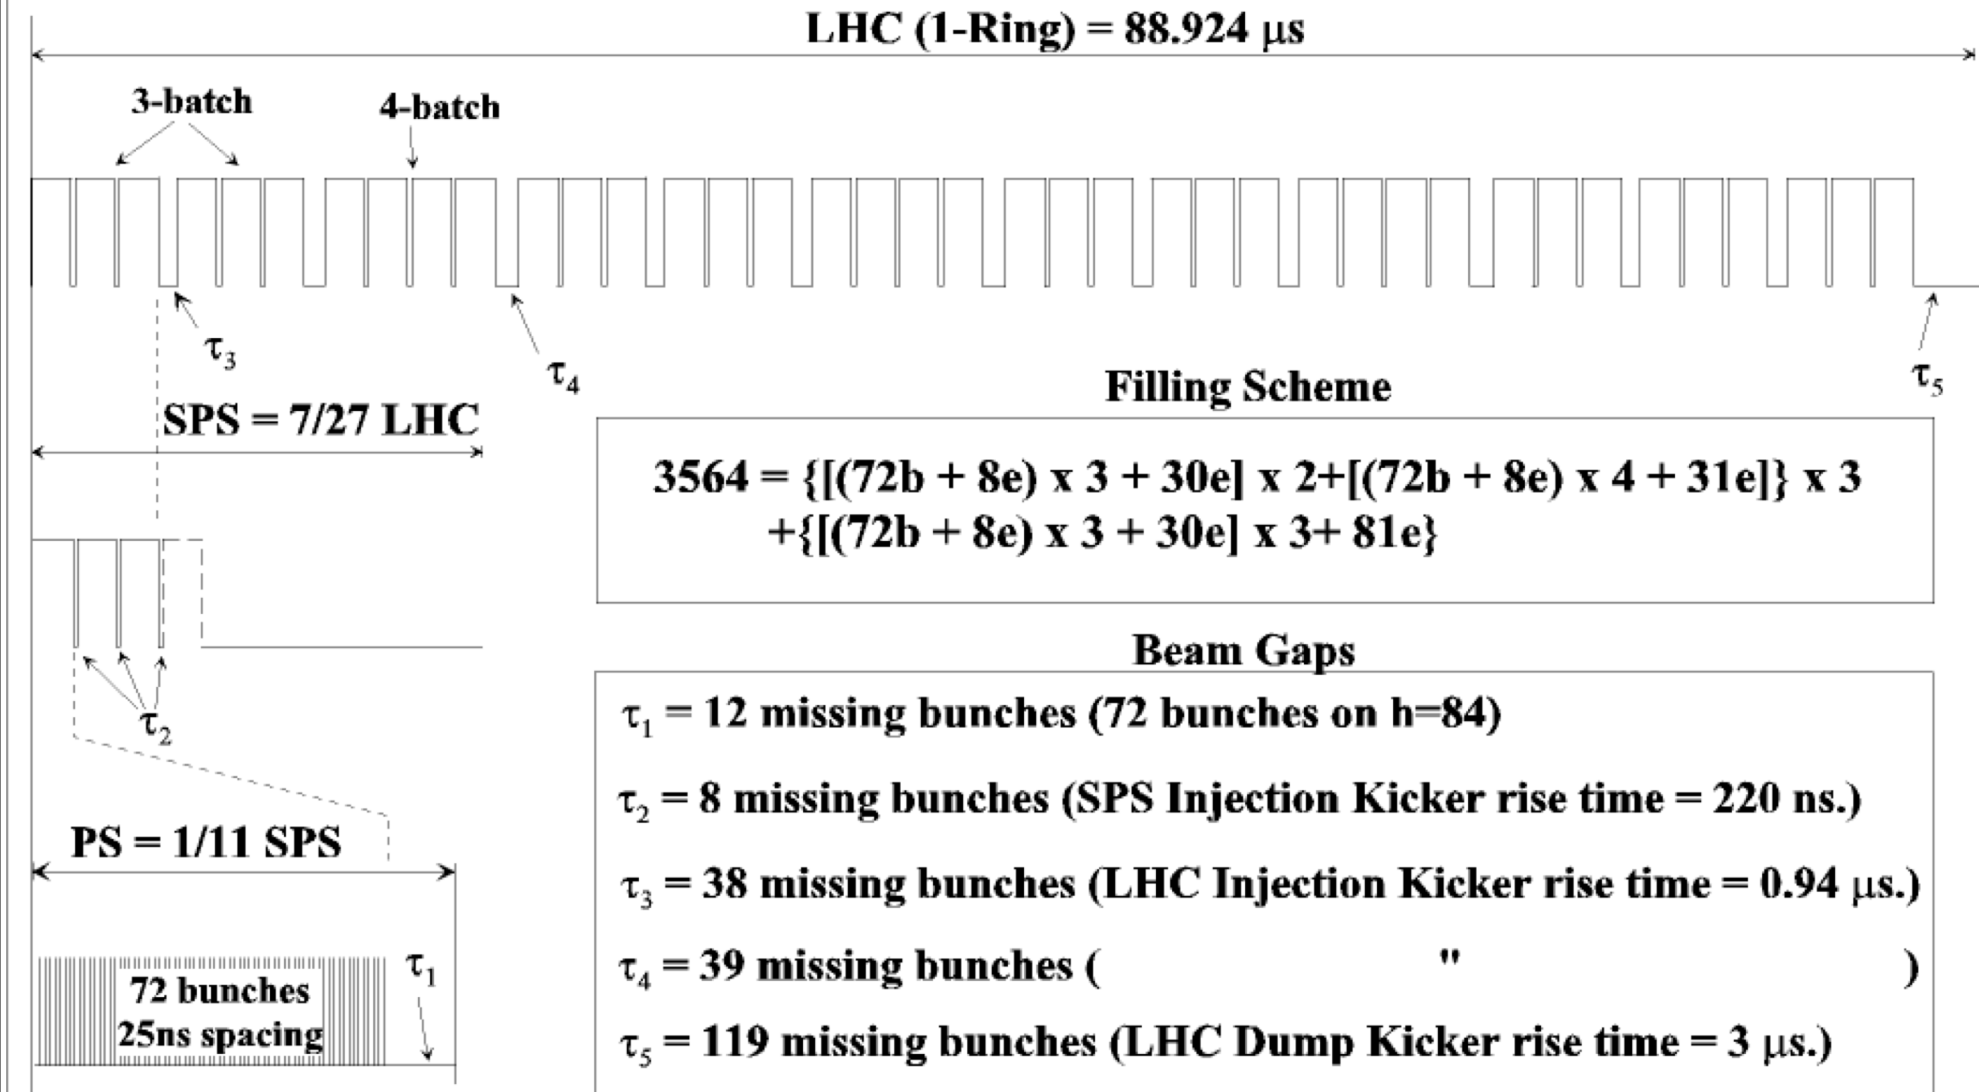 LHC (1-Ring) = 88.924 μs
3-batch
4-batch
τ3
τ4
τ5
SPS = 7/27 LHC
Filling Scheme
3564 = {[(72b + 8e) x 3 + 30e] x 2+[(72b + 8e) x 4 + 31e]} x 3
+{[(72b + 8e) x 3 + 30e] x 3+ 81e}
τ2
Beam Gaps
τ1 = 12 missing bunches (72 bunches on h=84)
τ2 = 8 missing bunches (SPS Injection Kicker rise time = 220 ns.)
τ3 = 38 missing bunches (LHC Injection Kicker rise time = 0.94 μs.)
τ4 = 39 missing bunches ( " )
τ5 = 119 missing bunches (LHC Dump Kicker rise time = 3 μs.)
PS = 1/11 SPS
τ1
72 bunches
25ns spacing